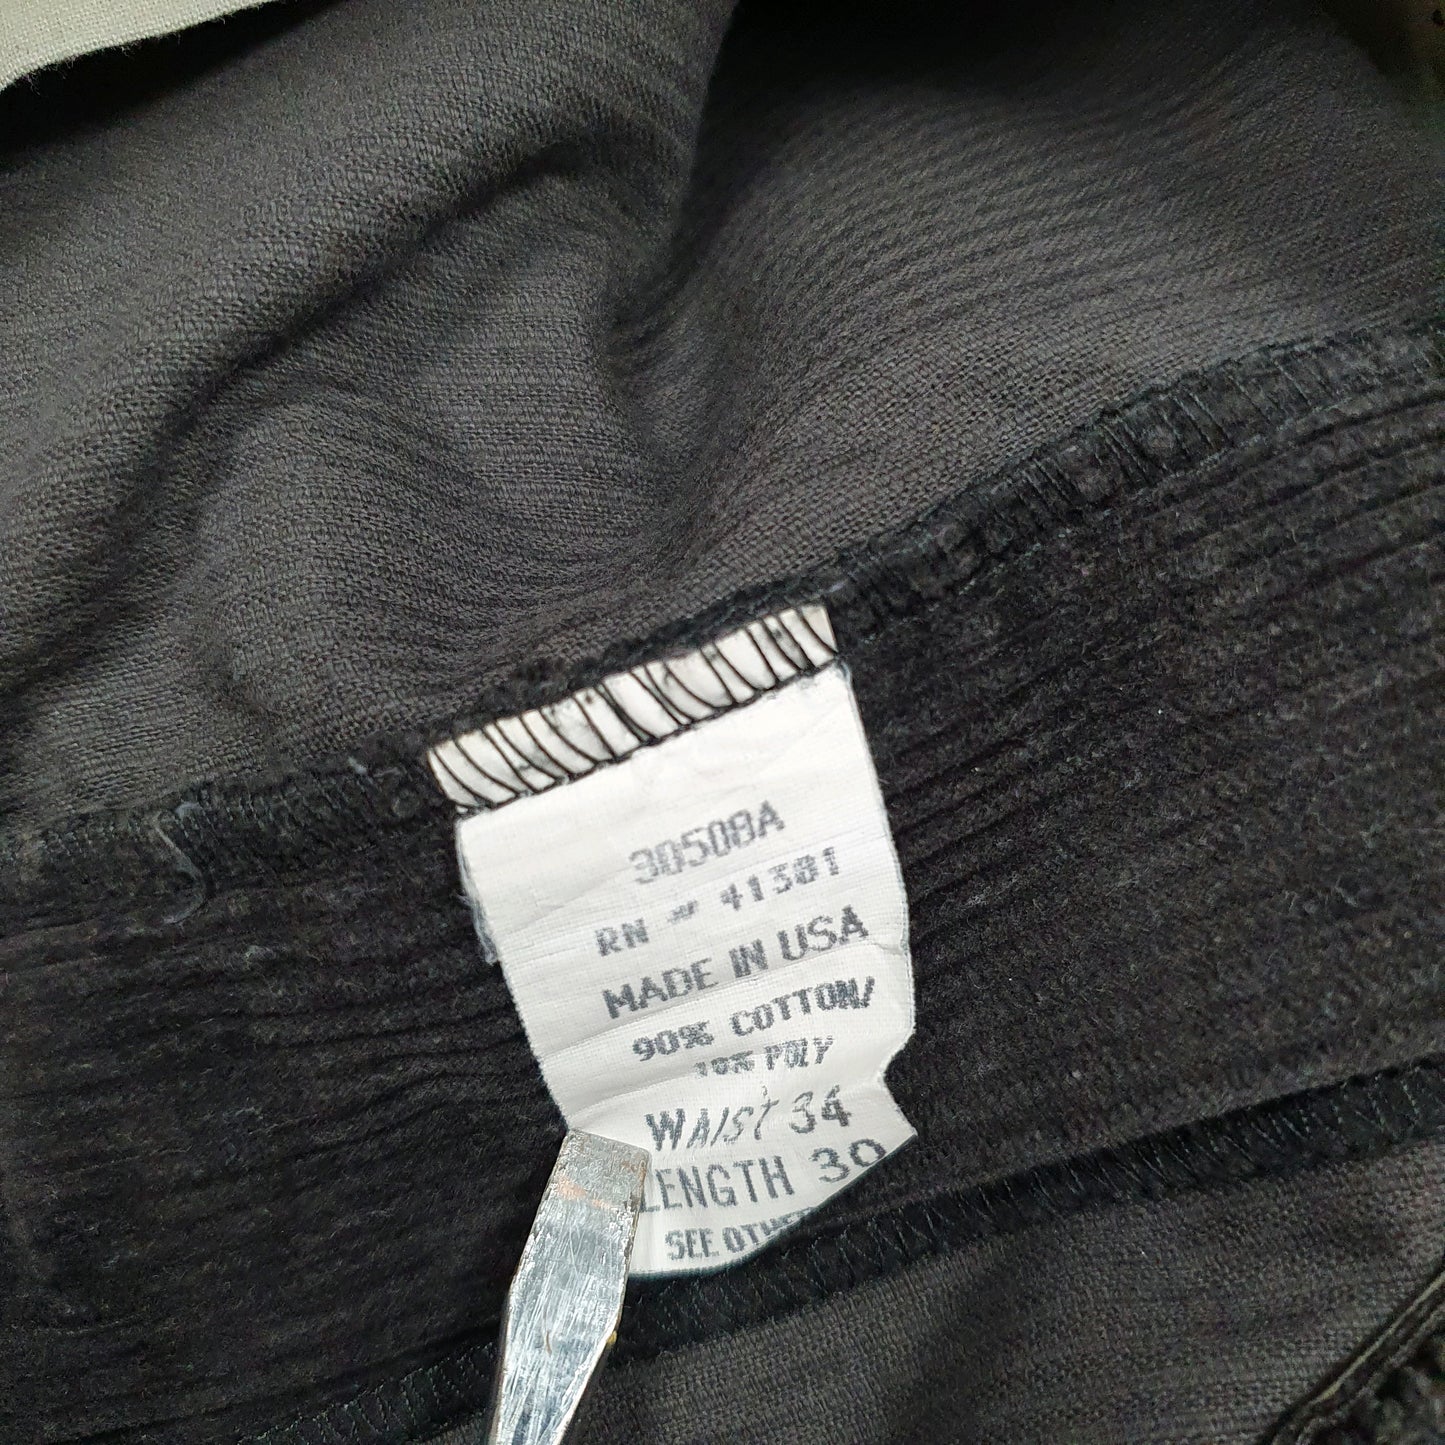 30508A
RN # 41381
MADE IN USA
90% COTTON/
10% POLY
WAIST 34
LENGTH 30
SEE OTHER